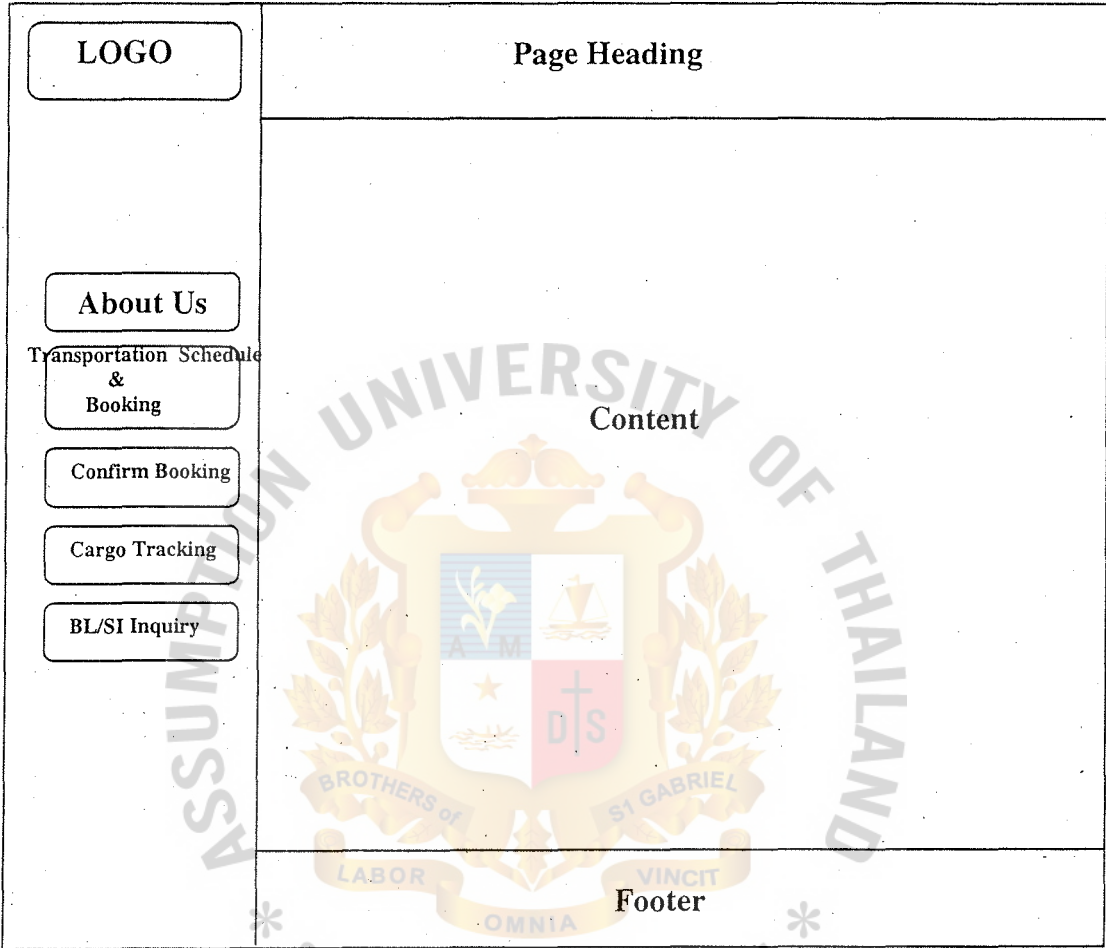 LOGO
Page Heading
About Us
Transportation Schedule
&
Booking
Confirm Booking
Cargo Tracking
BL/SI Inquiry
Content
Footer
ASSUMPTION UNIVERSITY OF THAILAND
A M
D S
BROTHERS of
S1 GABRIEL
LABOR
OMNIA
VINCIT